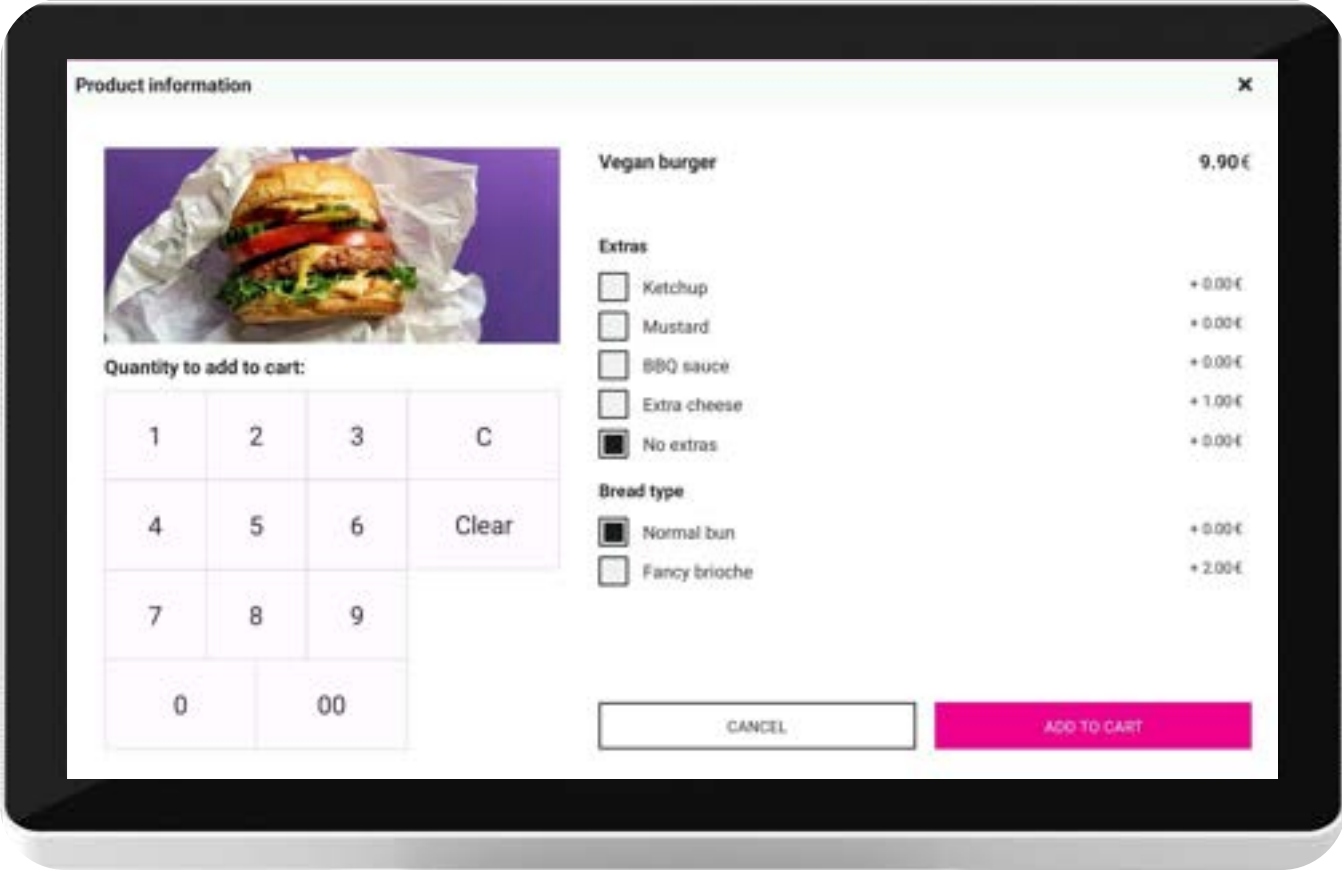 Product information
Vegan burger 9.90 €
Extras
Ketchup + 0.00 €
Mustard + 0.00 €
BBQ sauce + 0.00 €
Extra cheese + 1.00 €
No extras + 0.00 €
Bread type
Normal bun + 0.00 €
Fancy brioche + 2.00 €
Quantity to add to cart:
1 2 3 C
4 5 6 Clear
7 8 9
0 00
CANCEL ADD TO CART